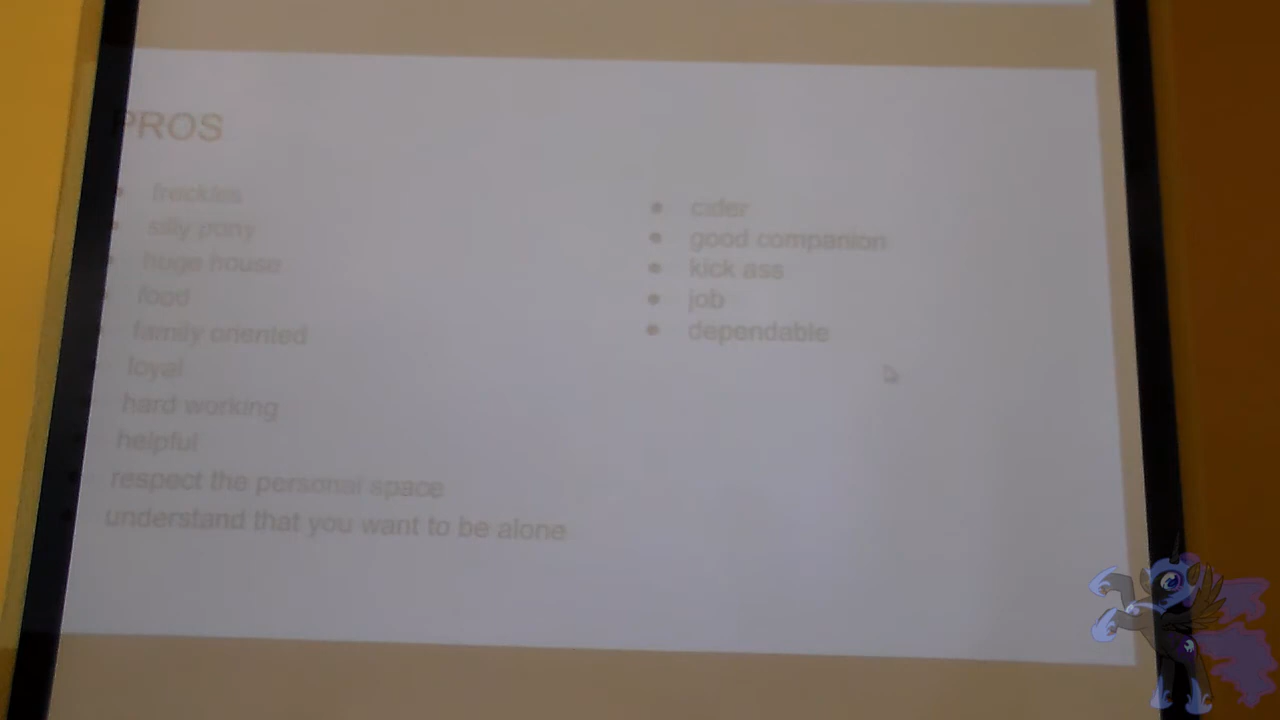 PROS
freckles
silly pony
huge house
food
family oriented
loyal
hard working
helpful
respect the personal space
understand that you want to be alone
cider
good companion
kick ass
job
dependable